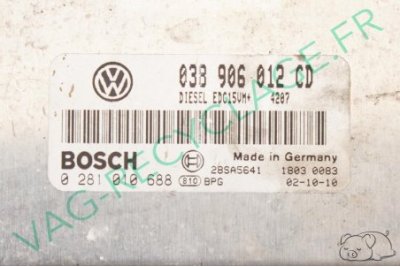 038 906 012 CD
DIESEL EDC15VM+ 4207
BOSCH
Made in Germany
28SA5641 1803 0083
0 281 010 688 810 BPG 02-10-10
VAG-RECYCLAGE.FR